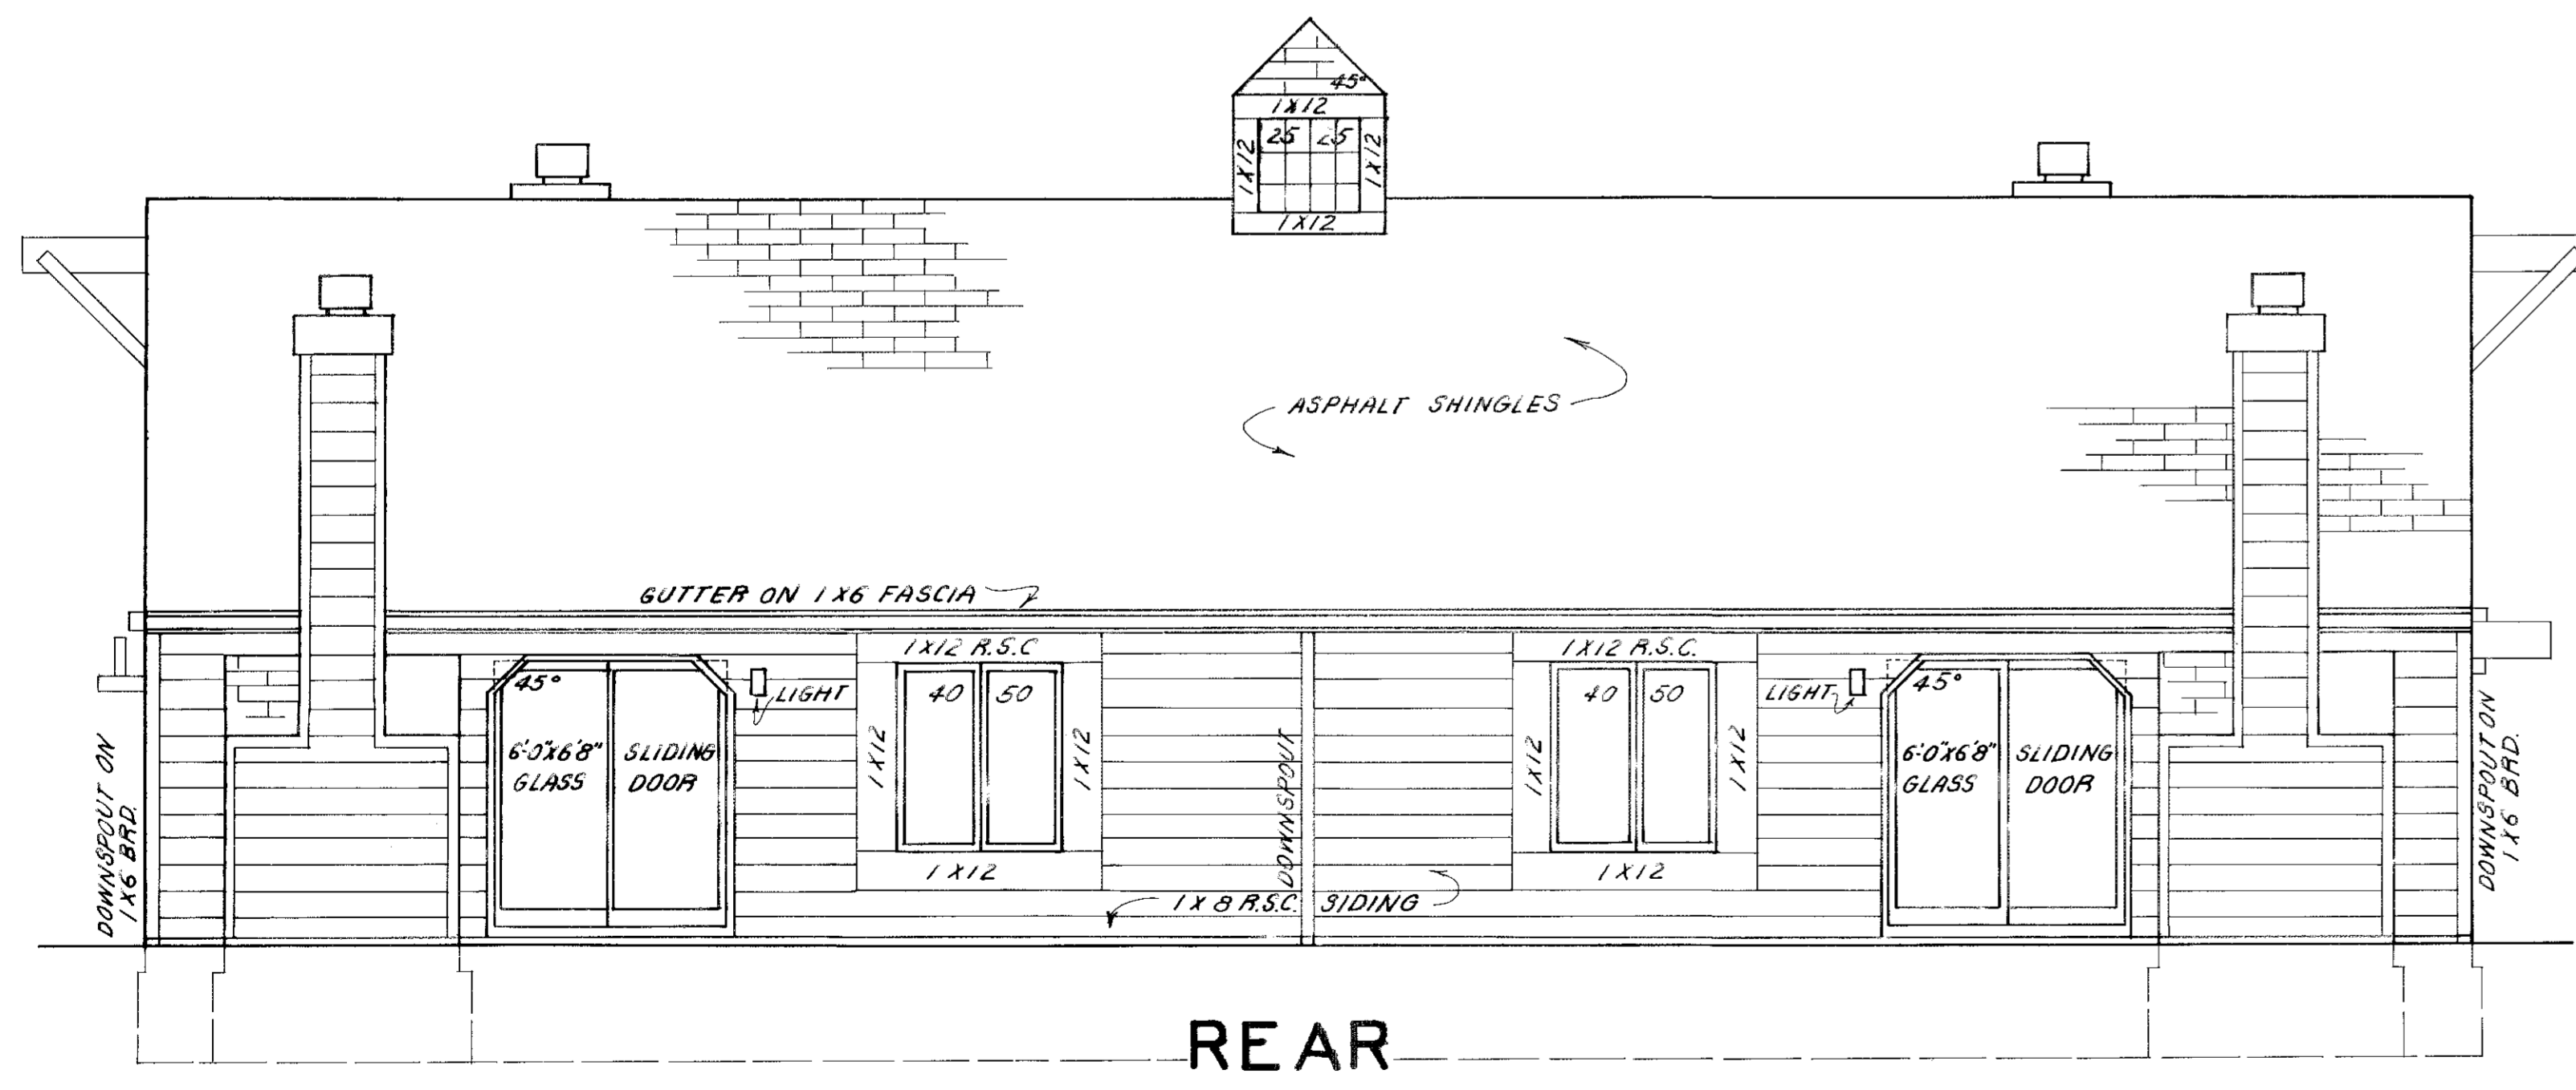 45°
1X12
1X12
25 25
1X12
1X12
ASPHALT SHINGLES
GUTTER ON 1X6 FASCIA
1X12 R.S.C
1X12 R.S.C.
45°
LIGHT
40 50
40 50
LIGHT
45°
6'-0"X6'8" SLIDING
GLASS DOOR
1X12
1X12
DOWNSPOUT
1X12
1X12
6'-0"X6'8" SLIDING
GLASS DOOR
DOWNSPOUT ON
1X6 BRD.
DOWNSPOUT ON
1X6 BRD.
1X12
1X12
1X8 R.S.C. SIDING
REAR